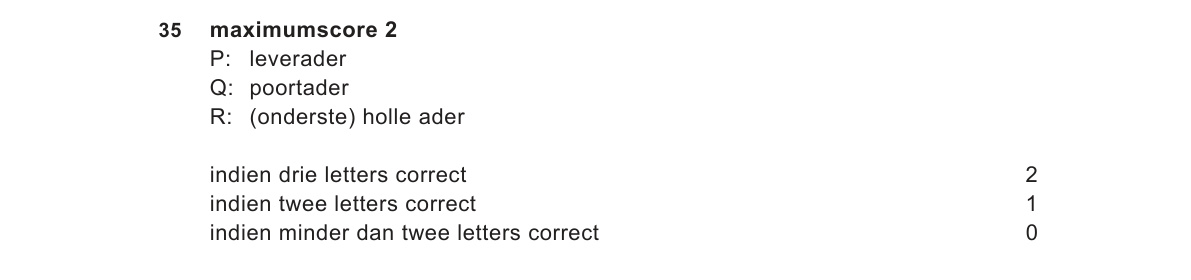 35 maximumscore 2
P: leverader
Q: poortader
R: (onderste) holle ader
indien drie letters correct 2
indien twee letters correct 1
indien minder dan twee letters correct 0